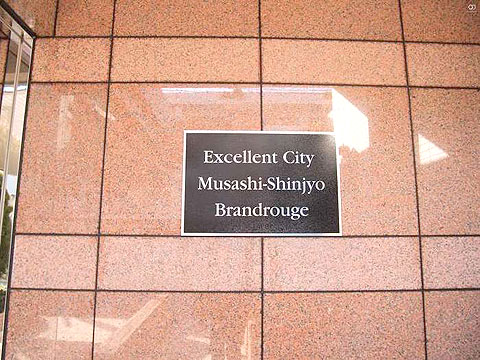 Excellent City
Musashi-Shinjyo
Brandrouge